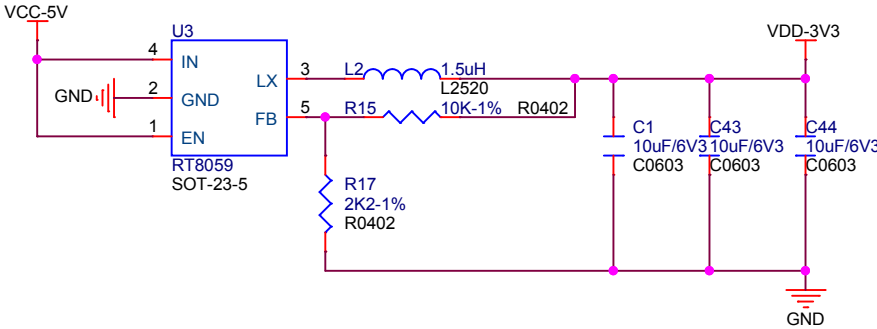 VCC-5V
VDD-3V3
U3
4
IN
3
LX
L2
1.5uH
L2520
GND
2
GND
5
FB
R15
10K-1%
R0402
1
EN
RT8059
SOT-23-5
C1
10uF/6V3
C0603
C43
10uF/6V3
C0603
C44
10uF/6V3
C0603
R17
2K2-1%
R0402
GND